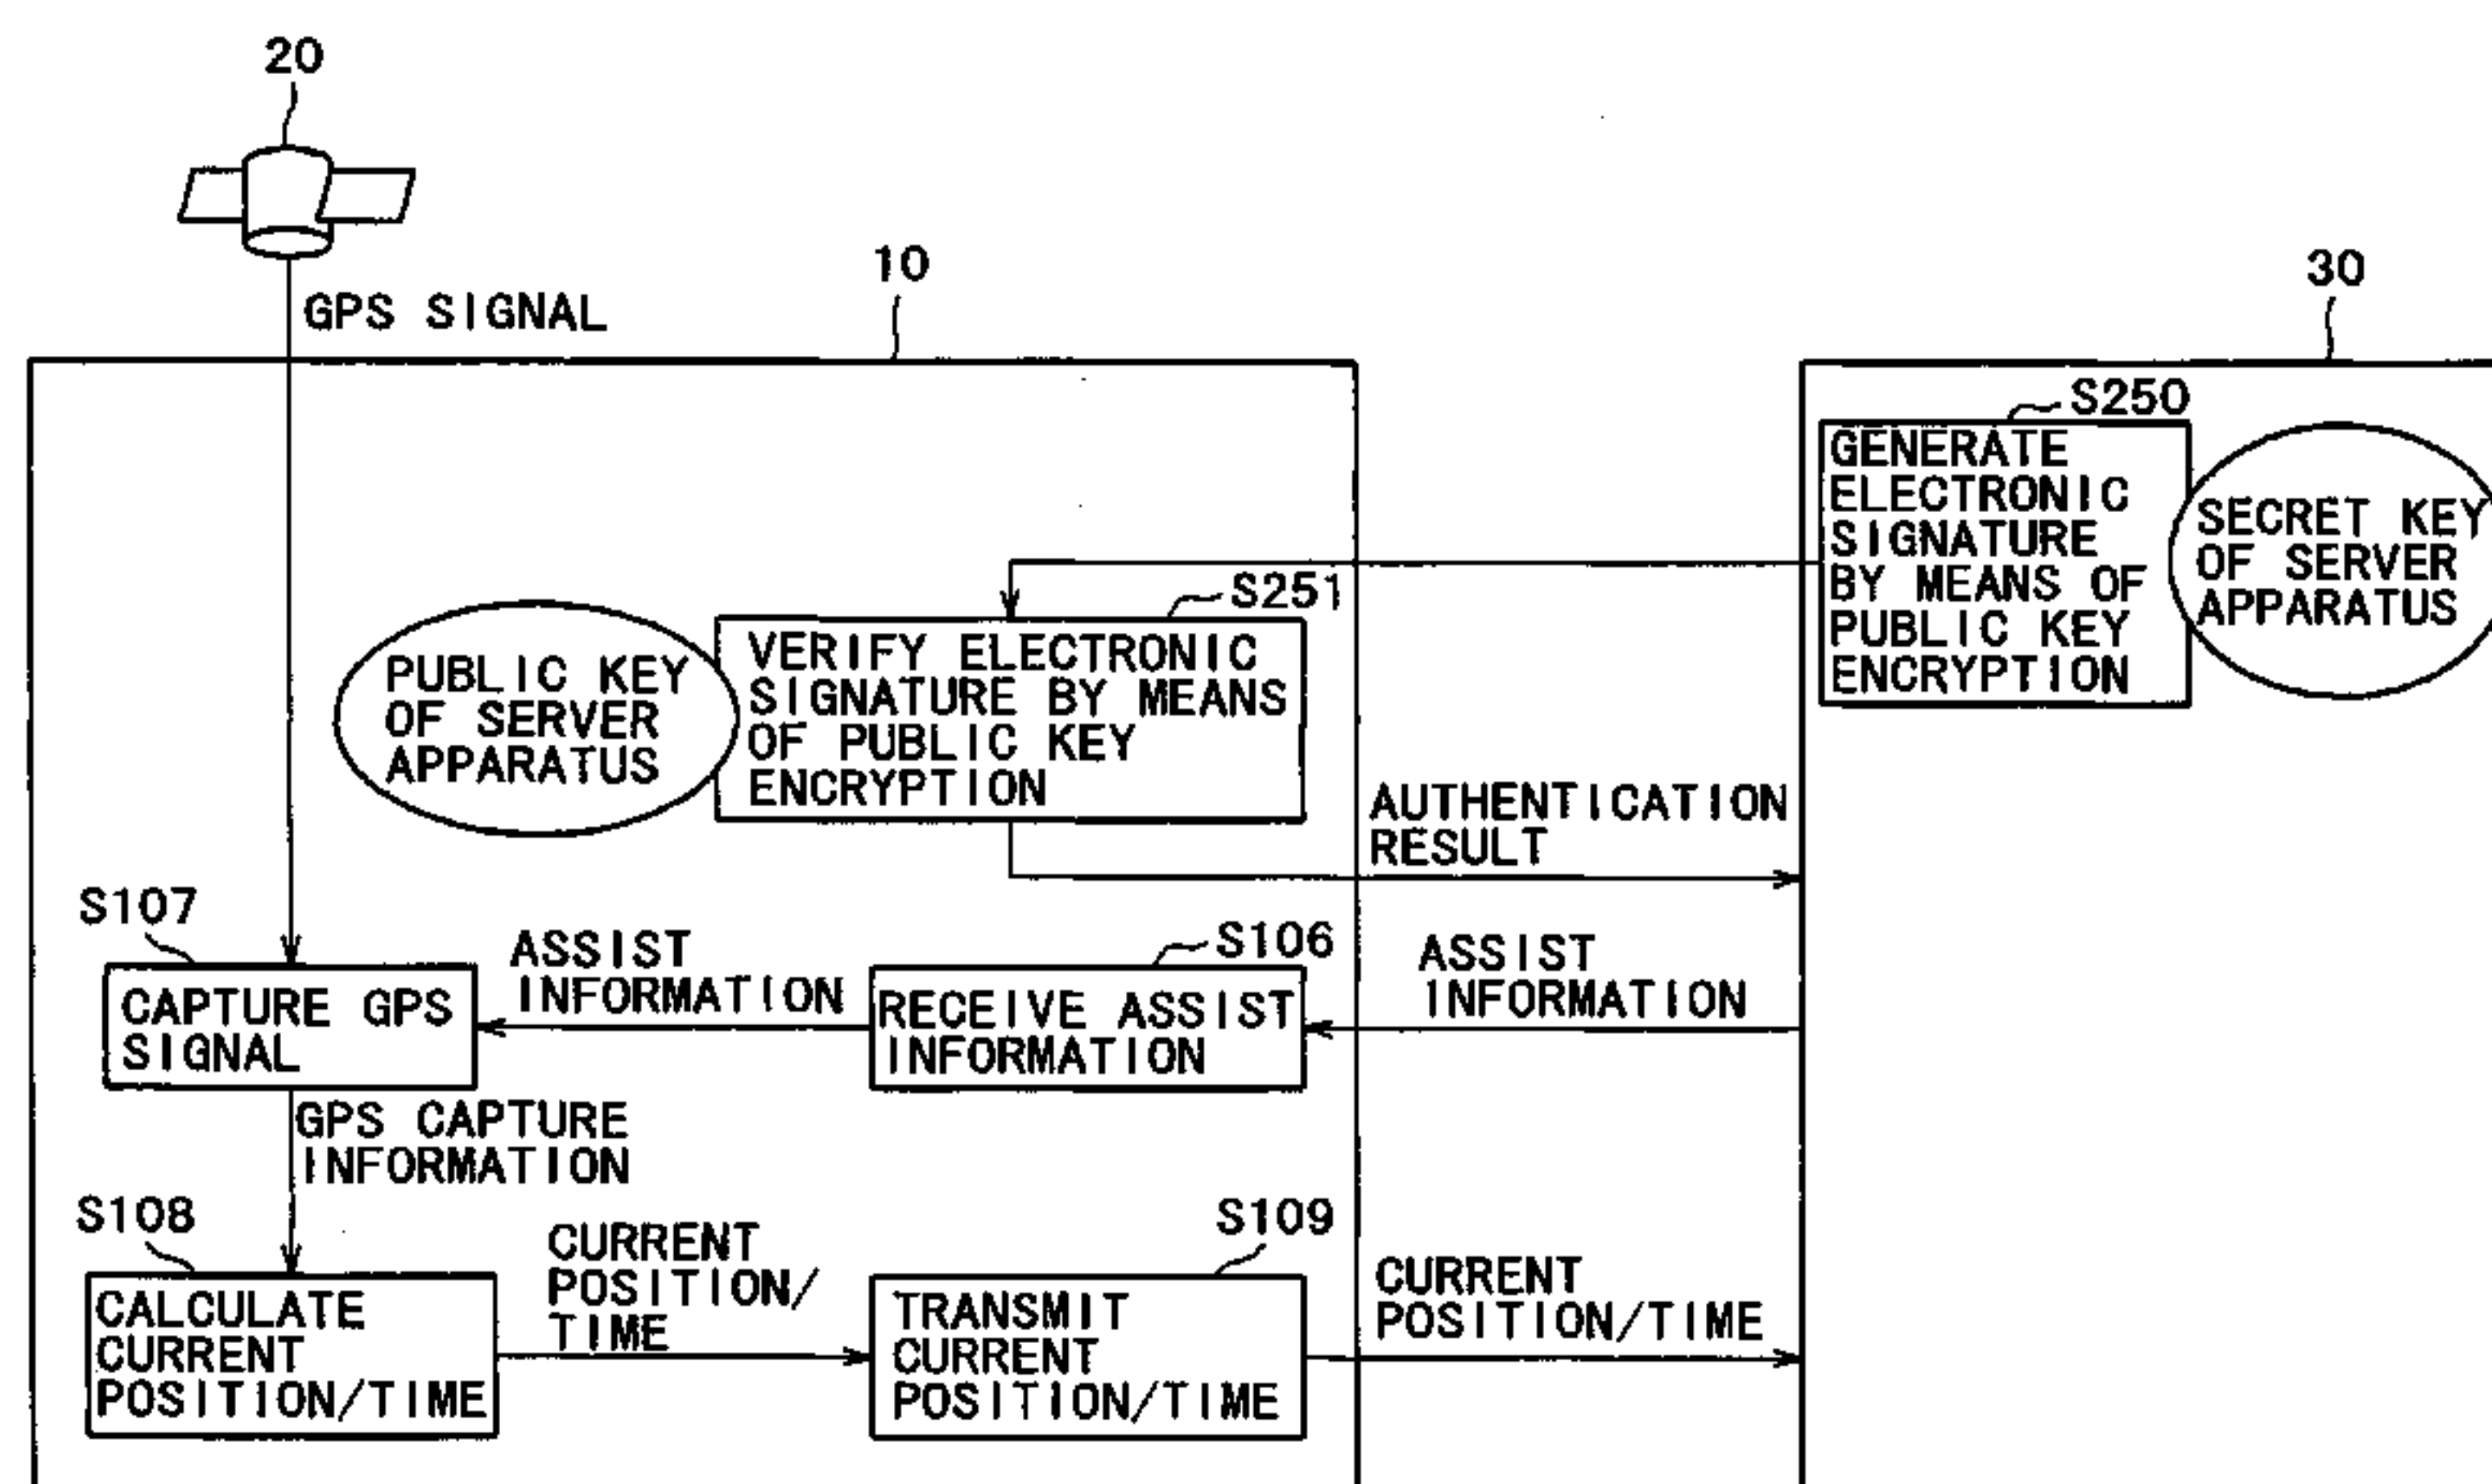 20
GPS SIGNAL
10
30
S250
GENERATE
ELECTRONIC
SIGNATURE
BY MEANS OF
PUBLIC KEY
ENCRYPTION
SECRET KEY
OF SERVER
APPARATUS
S251
VERIFY ELECTRONIC
SIGNATURE BY MEANS
OF PUBLIC KEY
ENCRYPTION
PUBLIC KEY
OF SERVER
APPARATUS
AUTHENTICATION
RESULT
S107
CAPTURE GPS
SIGNAL
ASSIST
INFORMATION
S106
RECEIVE ASSIST
INFORMATION
ASSIST
INFORMATION
GPS CAPTURE
INFORMATION
S108
CALCULATE
CURRENT
POSITION/TIME
CURRENT
POSITION/
TIME
S109
TRANSMIT
CURRENT
POSITION/TIME
CURRENT
POSITION/TIME